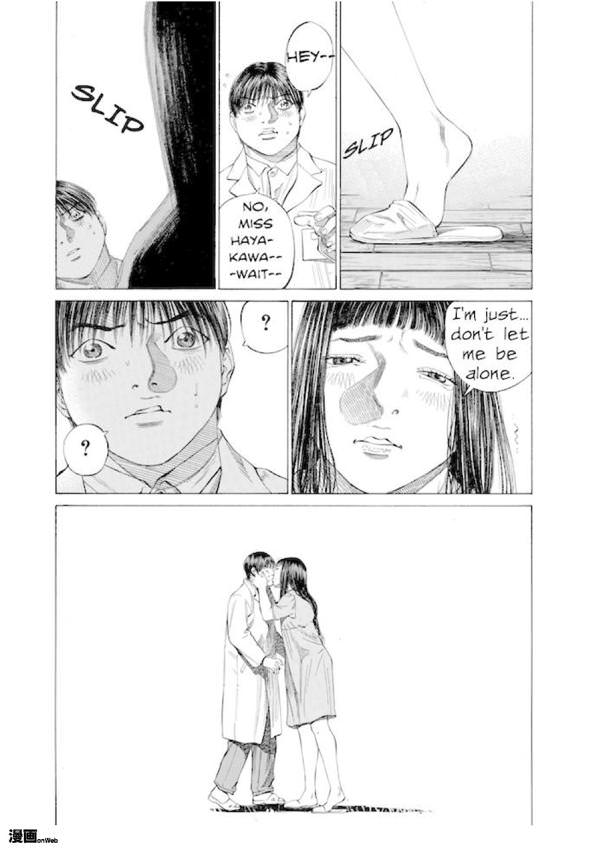 SLIP
HEY--
NO,
MISS
HAYA-
KAWA--
-WAIT--
SLIP
?
?
I'm just...
don't let
me be
alone.
漫画onWeb